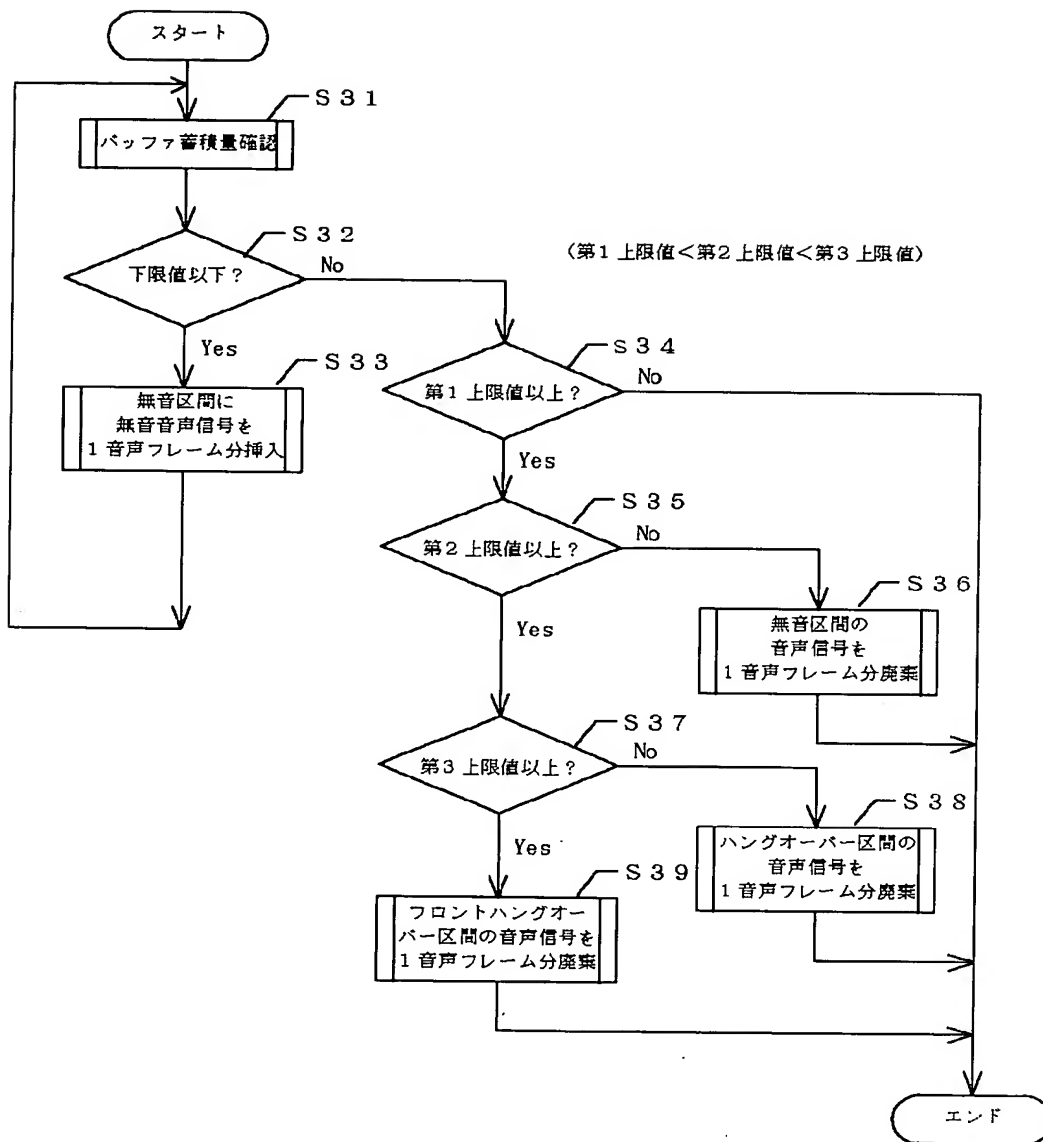 スタート
S31
バッファ蓄積量確認
S32
下限値以下?
No
(第1上限値<第2上限値<第3上限値)
Yes
S33
無音区間に
無音音声信号を
1音声フレーム分挿入
S34
第1上限値以上?
No
Yes
S35
第2上限値以上?
No
Yes
S36
無音区間の
音声信号を
1音声フレーム分廃棄
S37
第3上限値以上?
No
Yes
S38
ハングオーバー区間の
音声信号を
1音声フレーム分廃棄
S39
フロントハングオー
バー区間の音声信号を
1音声フレーム分廃棄
エンド